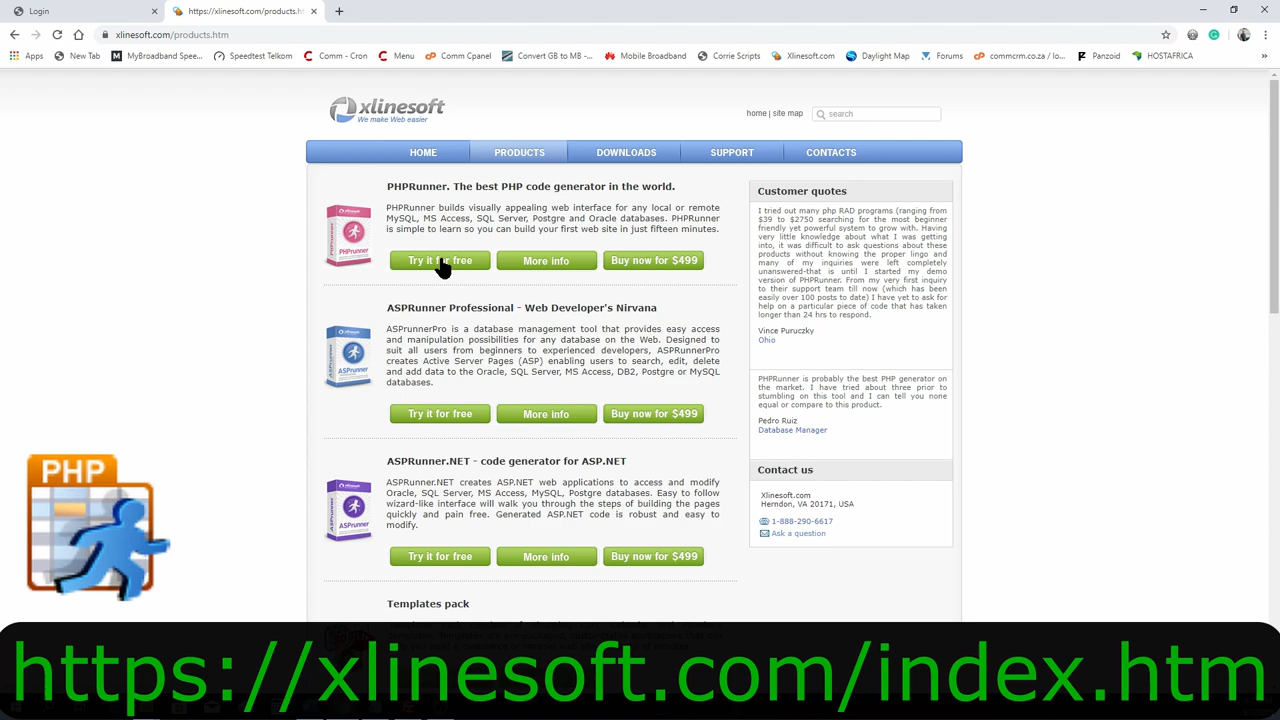 Login
https://xlinesoft.com/products.h
xlinesoft.com/products.htm
Apps
New Tab
MyBroadband Spee...
Speedtest Telkom
Comm - Cron
Menu
Comm Cpanel
Convert GB to MB -...
Mobile Broadband
Corrie Scripts
Xlinesoft.com
Daylight Map
Forums
commcrm.co.za / lo...
Panzoid
HOSTAFRICA
»
xlinesoft
We make Web easier
home | site map
search
HOME
PRODUCTS
DOWNLOADS
SUPPORT
CONTACTS
PHPRunner. The best PHP code generator in the world.
PHPRunner builds visually appealing web interface for any local or remote
MySQL, MS Access, SQL Server, Postgre and Oracle databases. PHPRunner
is simple to learn so you can build your first web site in just fifteen minutes.
PHPRunner
Try it for free
More info
Buy now for $499
ASPRunner Professional - Web Developer's Nirvana
ASPrunnerPro is a database management tool that provides easy access
and manipulation possibilities for any database on the Web. Designed to
suit all users from beginners to experienced developers, ASPRunnerPro
creates Active Server Pages (ASP) enabling users to search, edit, delete
and add data to the Oracle, SQL Server, MS Access, DB2, Postgre or MySQL
databases.
ASPrunner
Try it for free
More info
Buy now for $499
ASPRunner.NET - code generator for ASP.NET
ASPRunner.NET creates ASP.NET web applications to access and modify
Oracle, SQL Server, MS Access, MySQL, Postgre databases. Easy to follow
wizard-like interface will walk you through the steps of building the pages
quickly and pain free. Generated ASP.NET code is robust and easy to
modify.
ASPrunner
Try it for free
More info
Buy now for $499
Templates pack
Customer quotes
I tried out many php RAD programs (ranging from
$39 to $2750 searching for the most beginner
friendly yet powerful system to grow with. Having
very little knowledge about what I was getting
into, it was difficult to ask questions about these
products without knowing the proper lingo and
many of my inquiries were left completely
unanswered-that is until I started my demo
version of PHPRunner. From my very first inquiry
to their support team till now (which has been
easily over 100 posts to date) I have yet to ask for
help on a particular piece of code that has taken
longer than 24 hrs to respond.
Vince Puruczky
Ohio
PHPRunner is probably the best PHP generator on
the market. I have tried about three prior to
stumbling on this tool and I can tell you none
equal or compare to this product.
Pedro Ruiz
Database Manager
Contact us
Xlinesoft.com
Herndon, VA 20171, USA
1-888-290-6617
Ask a question
PHP
https://xlinesoft.com/index.htm